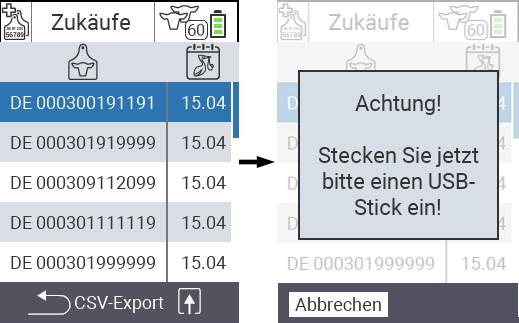 Zukäufe
56789
60
DE 000300191191 15.04
DE 000301919999 15.04
DE 000309112099 15.04
DE 000301111119 15.04
DE 000301999999 15.04
CSV-Export
Zukäufe
56789
60
Achtung!
Stecken Sie jetzt
bitte einen USB-
Stick ein!
DE 000301999999 15.04
Abbrechen